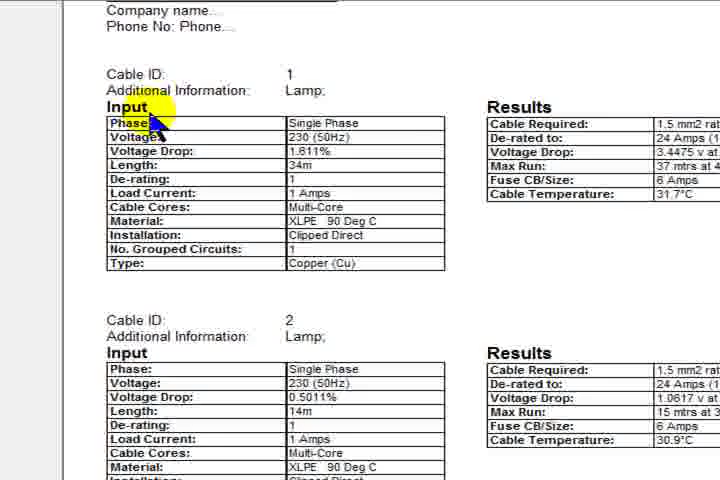 Company name...
Phone No: Phone...
Cable ID: 1
Additional Information: Lamp;
Input
Phase: Single Phase
Voltage: 230 (50Hz)
Voltage Drop: 1.611%
Length: 34m
De-rating: 1
Load Current: 1 Amps
Cable Cores: Multi-Core
Material: XLPE 90 Deg C
Installation: Clipped Direct
No. Grouped Circuits: 1
Type: Copper (Cu)
Results
Cable Required: 1.5 mm2 rat
De-rated to: 24 Amps (1
Voltage Drop: 3.4475 v at
Max Run: 37 mtrs at 4
Fuse CB/Size: 6 Amps
Cable Temperature: 31.7°C
Cable ID: 2
Additional Information: Lamp;
Input
Phase: Single Phase
Voltage: 230 (50Hz)
Voltage Drop: 0.5011%
Length: 14m
De-rating: 1
Load Current: 1 Amps
Cable Cores: Multi-Core
Material: XLPE 90 Deg C
Installation: Clipped Direct
Results
Cable Required: 1.5 mm2 rat
De-rated to: 24 Amps (1
Voltage Drop: 1.0617 v at
Max Run: 15 mtrs at 3
Fuse CB/Size: 6 Amps
Cable Temperature: 30.9°C